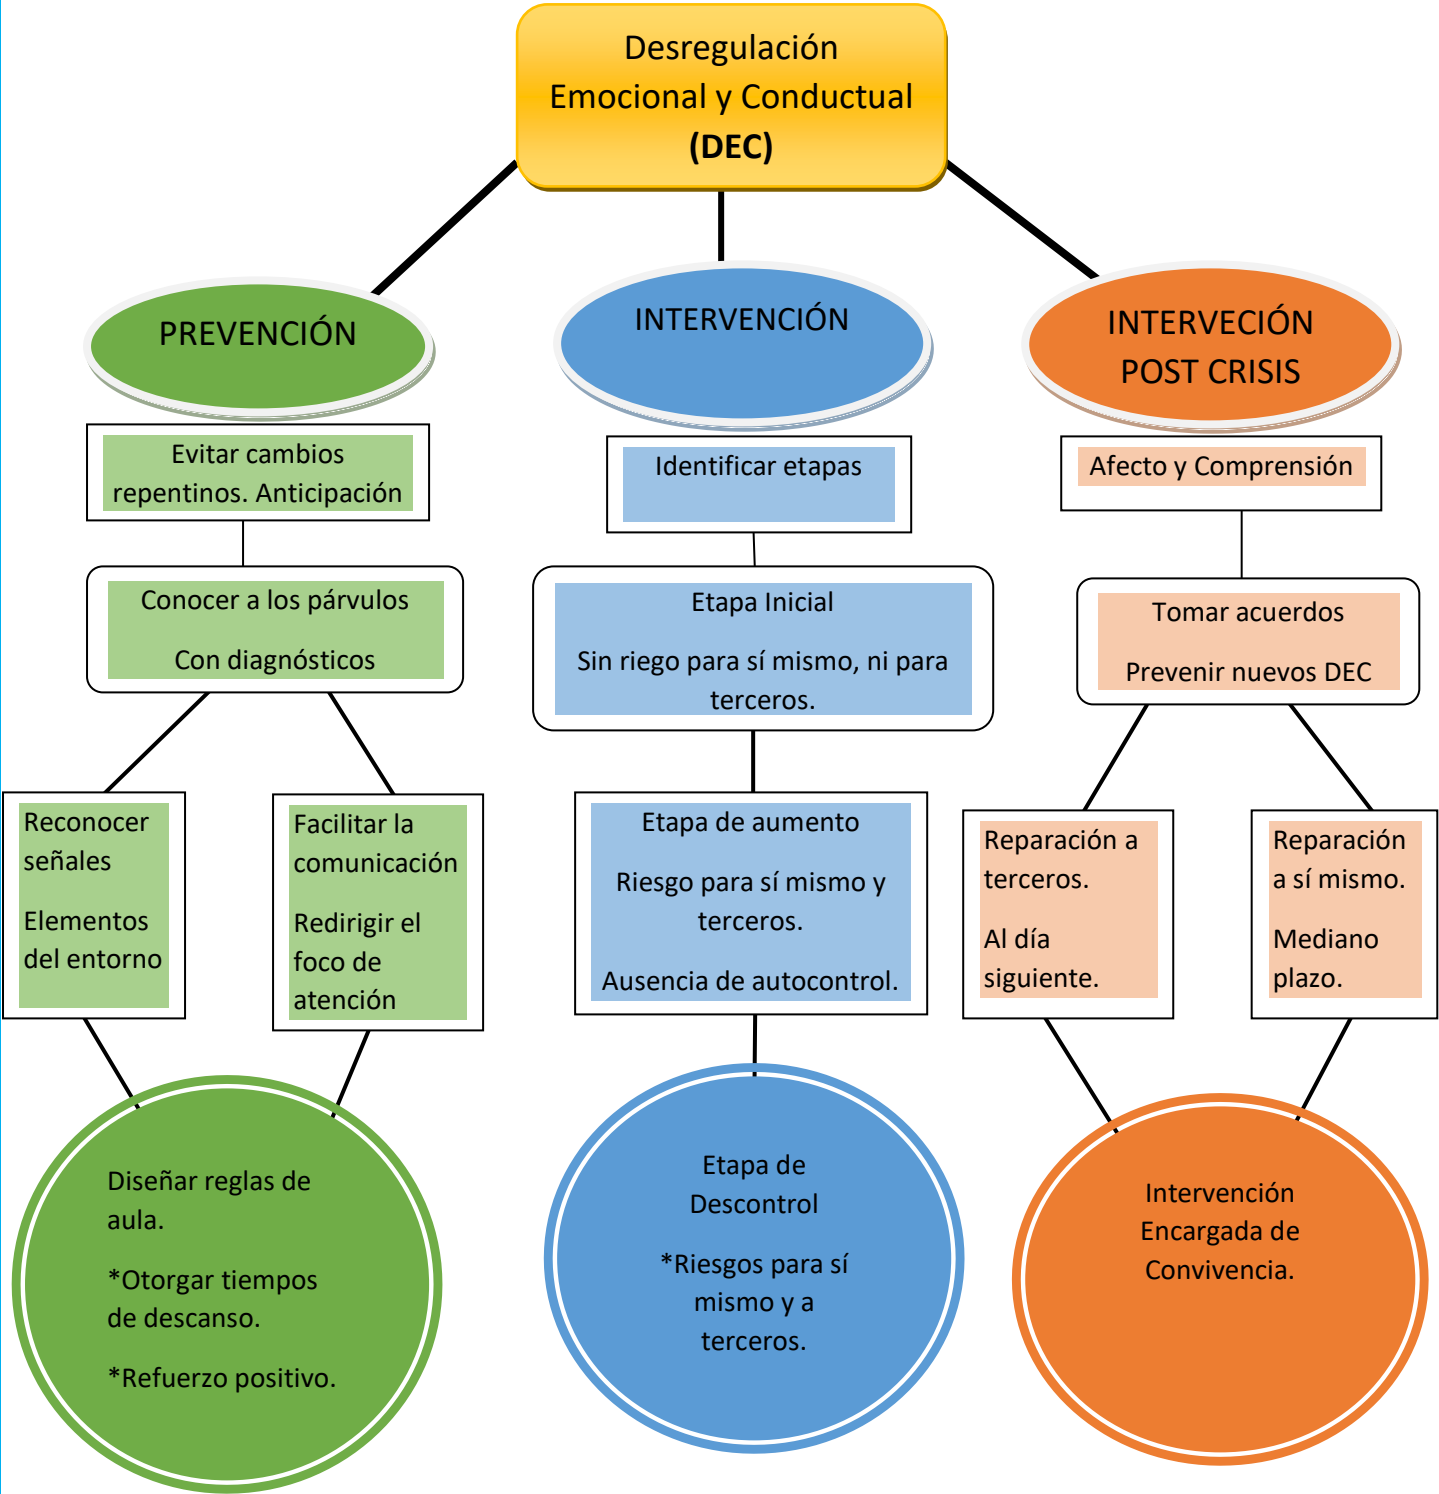 Desregulación
Emocional y Conductual
(DEC)
PREVENCIÓN
Evitar cambios
repentinos. Anticipación
Conocer a los párvulos
Con diagnósticos
Reconocer
señales
Elementos
del entorno
Facilitar la
comunicación
Redirigir el
foco de
atención
Diseñar reglas de
aula.
*Otorgar tiempos
de descanso.
*Refuerzo positivo.
INTERVENCIÓN
Identificar etapas
Etapa Inicial
Sin riego para sí mismo, ni para
terceros.
Etapa de aumento
Riesgo para sí mismo y
terceros.
Ausencia de autocontrol.
Etapa de
Descontrol
*Riesgos para sí
mismo y a
terceros.
INTERVECIÓN
POST CRISIS
Afecto y Comprensión
Tomar acuerdos
Prevenir nuevos DEC
Reparación a
terceros.
Al día
siguiente.
Reparación
a sí mismo.
Mediano
plazo.
Intervención
Encargada de
Convivencia.